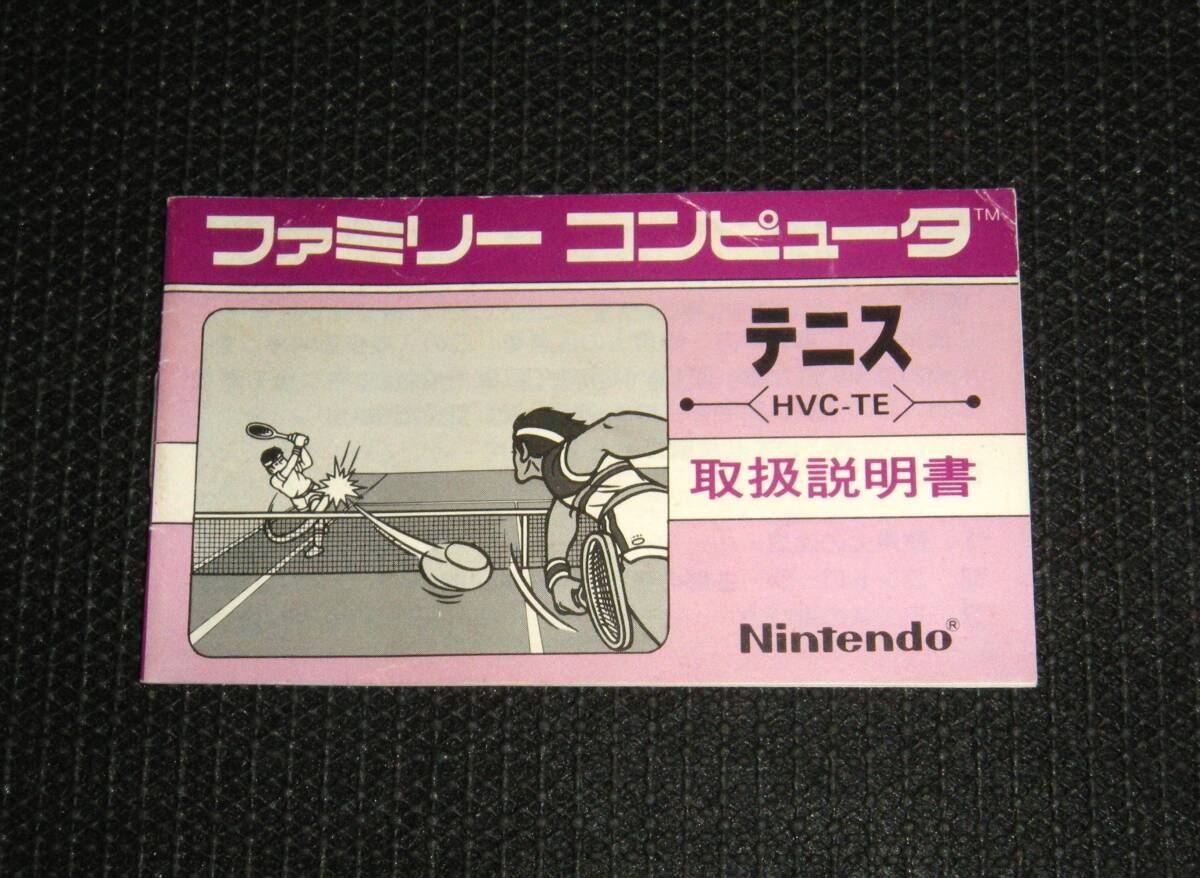 ファミリー コンピュータ™
テニス
HVC-TE
取扱説明書
Nintendo®